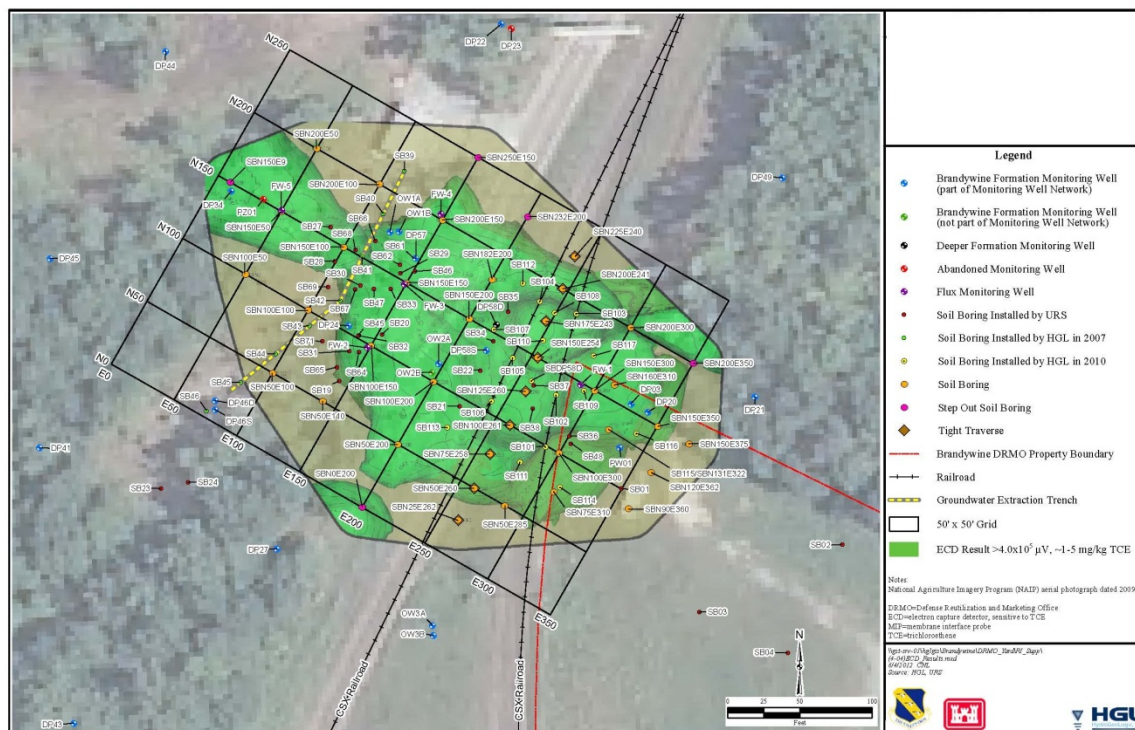 N250
N200
N150
N100
N50
N0
E0
E50
E100
E150
E200
E250
E300
E350
DP44
DP22
DP23
DP49
DP45
DP41
DP43
DP27
DP21
SBN200E50
SB39
SBN250E150
SBN150E9
FW-5
SBN200E100
SB40
OW1A
FW-4
OW1B
DP34
PZ01
SB27
SB66
SB68
DP57
SBN200E150
SBN232E200
SBN225E240
SBN150E50
SBN150E100
SB61
SB62
SB29
SB46
SBN182E200
SB112
SBN200E241
SBN100E50
SB28
SB30
SB41
SBN150E150
SB104
SB69
SB47
SB33
SBN150E200
SB35
SB108
SBN100E100
SB42
SB67
FW-3
DP58D
SB103
SB43
DP24
SB45
SB20
SB34
SB107
SBN175E243
SBN200E300
SB71
FW-2
SB32
OW2A
SB110
SBN150E254
SB117
SB44
SB31
DP58S
SBN200E350
SB45
SB65
SB64
OW2B
SB22
SB105
SBDP58D
SBN150E300
FW-1
SBN160E310
SB46
DP46D
SBN50E100
SB19
SBN100E150
SBN125E260
SB37
DP03
DP46S
SBN100E200
SB21
SB106
SB109
DP20
SBN50E140
SB113
SBN100E261
SB38
SB102
SBN150E350
SB36
SBN50E200
SBN75E258
SB101
SB48
SB116
SBN150E375
SB111
SBN100E300
PW01
SB115/SBN131E322
SB23
SB24
SBN0E200
SBN50E260
SB114
SB01
SBN120E362
SBN25E262
SBN50E285
SBN75E310
SBN90E360
SB02
OW3A
OW3B
SB03
SB04
CSX Railroad
CSX Railroad
N
0 25 50 100
Feet
Legend
Brandywine Formation Monitoring Well
(part of Monitoring Well Network)
Brandywine Formation Monitoring Well
(not part of Monitoring Well Network)
Deeper Formation Monitoring Well
Abandoned Monitoring Well
Flux Monitoring Well
Soil Boring Installed by URS
Soil Boring Installed by HGL in 2007
Soil Boring Installed by HGL in 2010
Soil Boring
Step Out Soil Boring
Tight Traverse
Brandywine DRMO Property Boundary
Railroad
Groundwater Extraction Trench
50' x 50' Grid
ECD Result >4.0x10⁵ µV, ~1-5 mg/kg TCE
Notes:
National Agriculture Imagery Program (NAIP) aerial photograph dated 2009
DRMO=Defense Reutilization and Marketing Office
ECD=electron capture detector, sensitive to TCE
MIP=membrane interface probe
TCE=trichloroethene
Source: HGL, URS
HGL